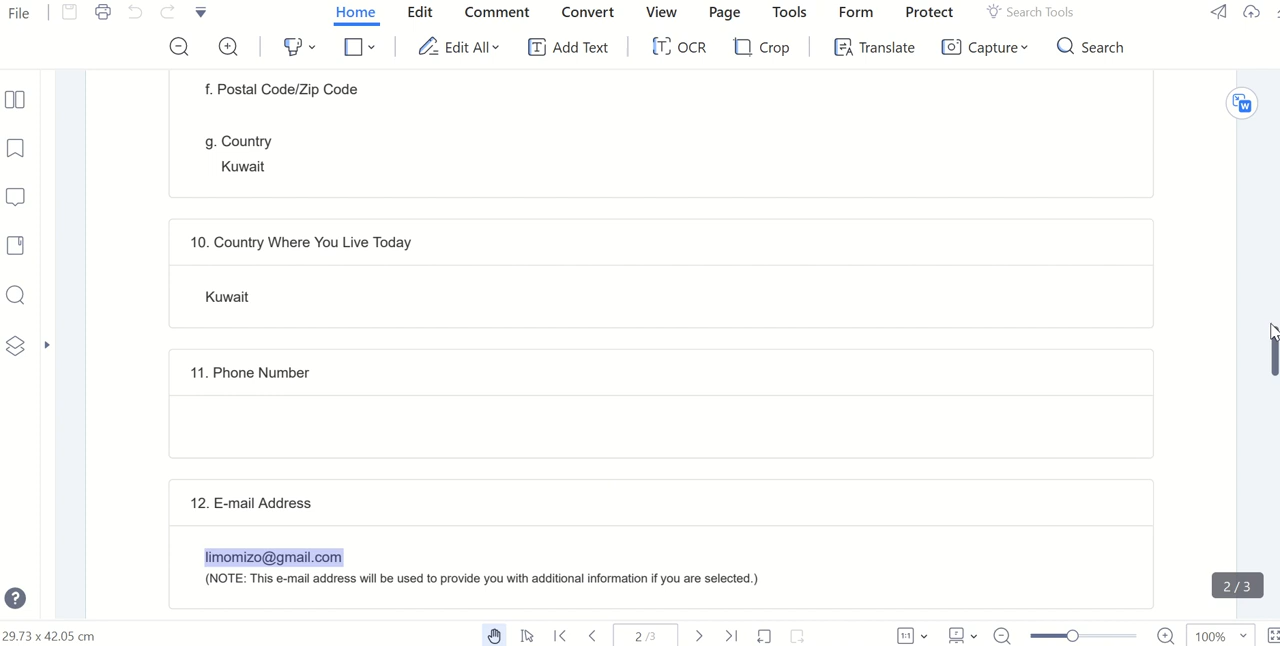 File Home Edit Comment Convert View Page Tools Form Protect Search Tools
Edit All Add Text OCR Crop Translate Capture Search
f. Postal Code/Zip Code
W
g. Country
Kuwait
10. Country Where You Live Today
Kuwait
11. Phone Number
12. E-mail Address
limomizo@gmail.com
(NOTE: This e-mail address will be used to provide you with additional information if you are selected.)
2 / 3
?
29.73 x 42.05 cm 2 /3 1:1 100%